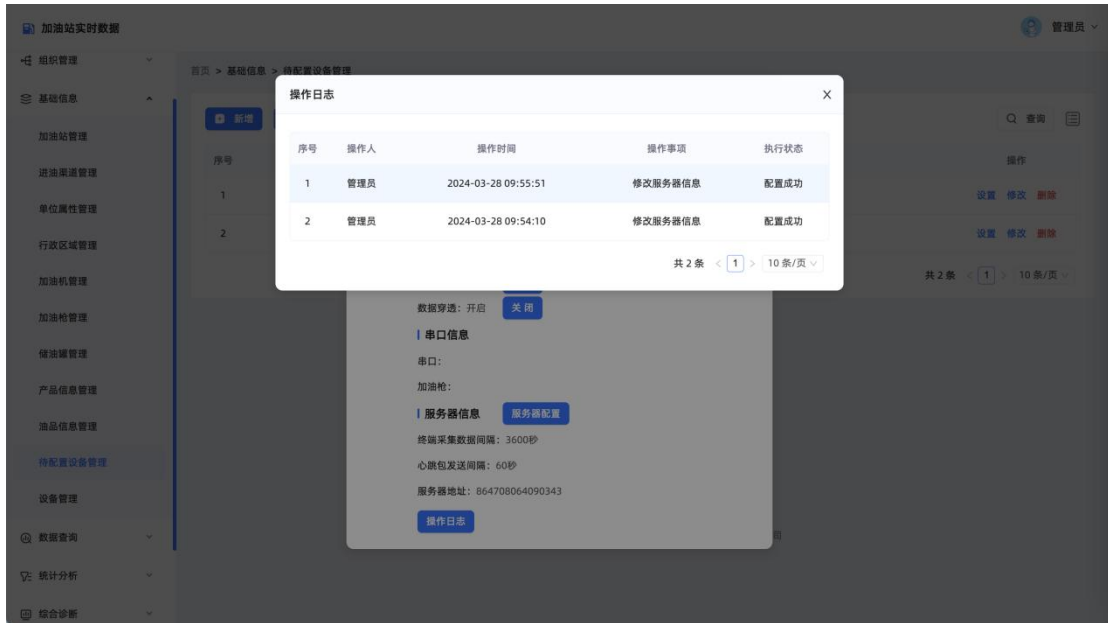 加油站实时数据
管理员
组织管理
首页 > 基础信息 > 待配置设备管理
基础信息
操作日志
X
新增
查询
加油站管理
序号 操作人 操作时间 操作事项 执行状态
序号
操作
进油渠道管理
1 管理员 2024-03-28 09:55:51 修改服务器信息 配置成功
1
设置 修改 删除
单位属性管理
2 管理员 2024-03-28 09:54:10 修改服务器信息 配置成功
2
设置 修改 删除
行政区域管理
共 2 条 < 1 > 10 条/页
共 2 条 < 1 > 10 条/页
加油机管理
数据穿透：开启 关闭
加油枪管理
串口信息
储油罐管理
串口：
产品信息管理
加油枪：
服务器信息 服务器配置
油品信息管理
终端采集数据间隔：3600秒
待配置设备管理
心跳包发送间隔：60秒
设备管理
服务器地址：864708064090343
操作日志
数据查询
统计分析
综合诊断